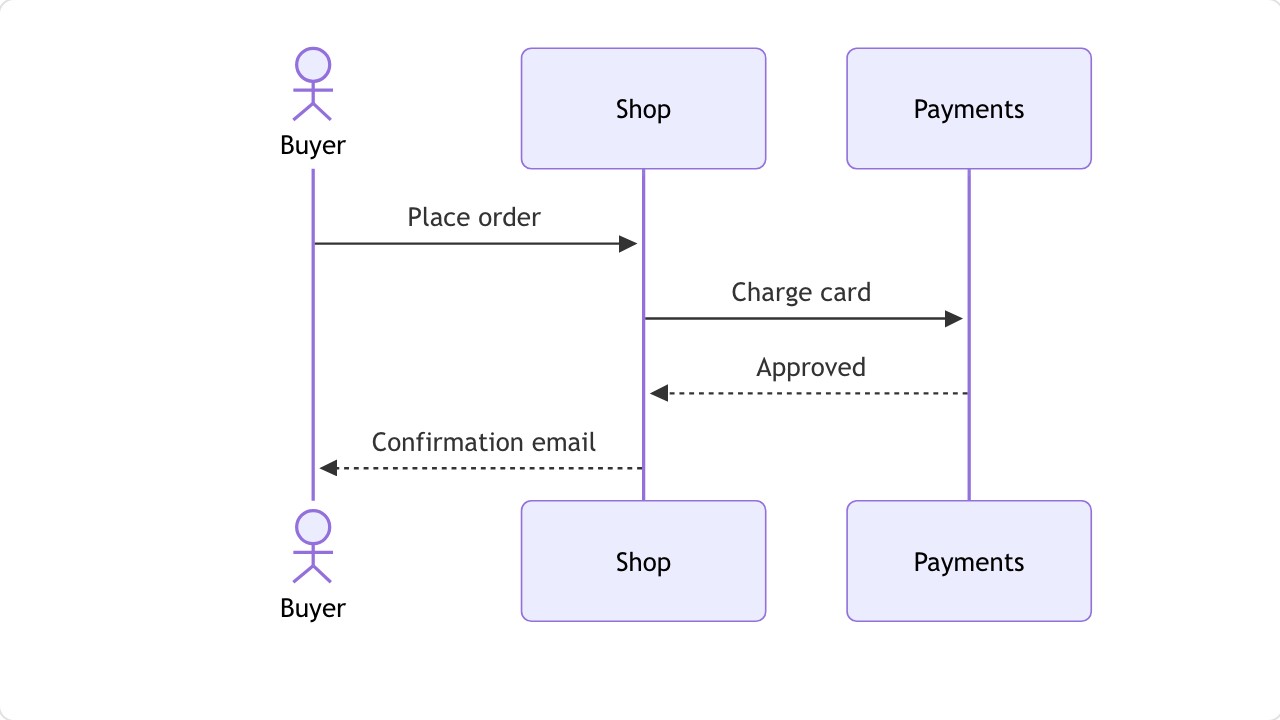 Buyer
Shop
Payments
Place order
Charge card
Approved
Confirmation email
Buyer
Shop
Payments